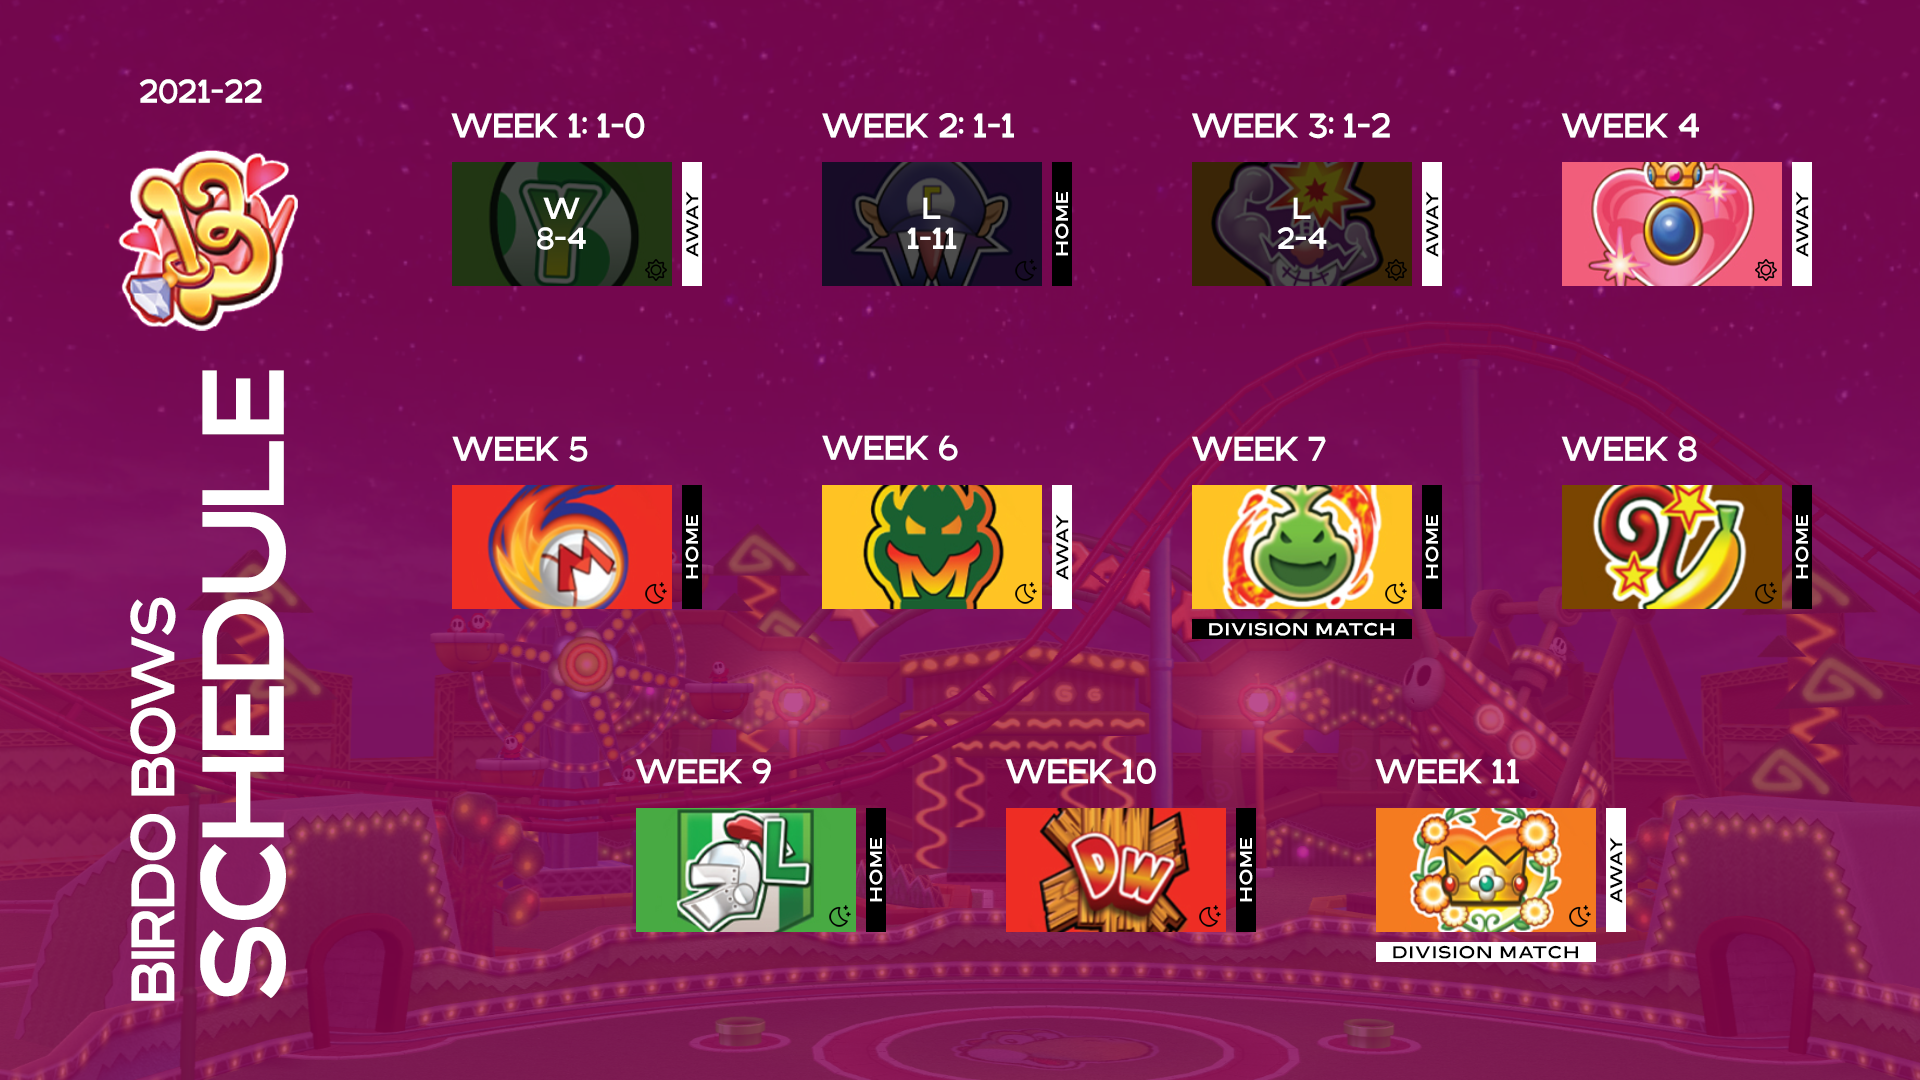 2021-22
B
BIRDO BOWS
SCHEDULE
WEEK 1: 1-0
Y
W
8-4
AWAY
WEEK 2: 1-1
L
1-11
HOME
WEEK 3: 1-2
L
2-4
AWAY
WEEK 4
AWAY
WEEK 5
M
HOME
WEEK 6
M
AWAY
WEEK 7
HOME
DIVISION MATCH
WEEK 8
HOME
WEEK 9
L
HOME
WEEK 10
DW
HOME
WEEK 11
AWAY
DIVISION MATCH